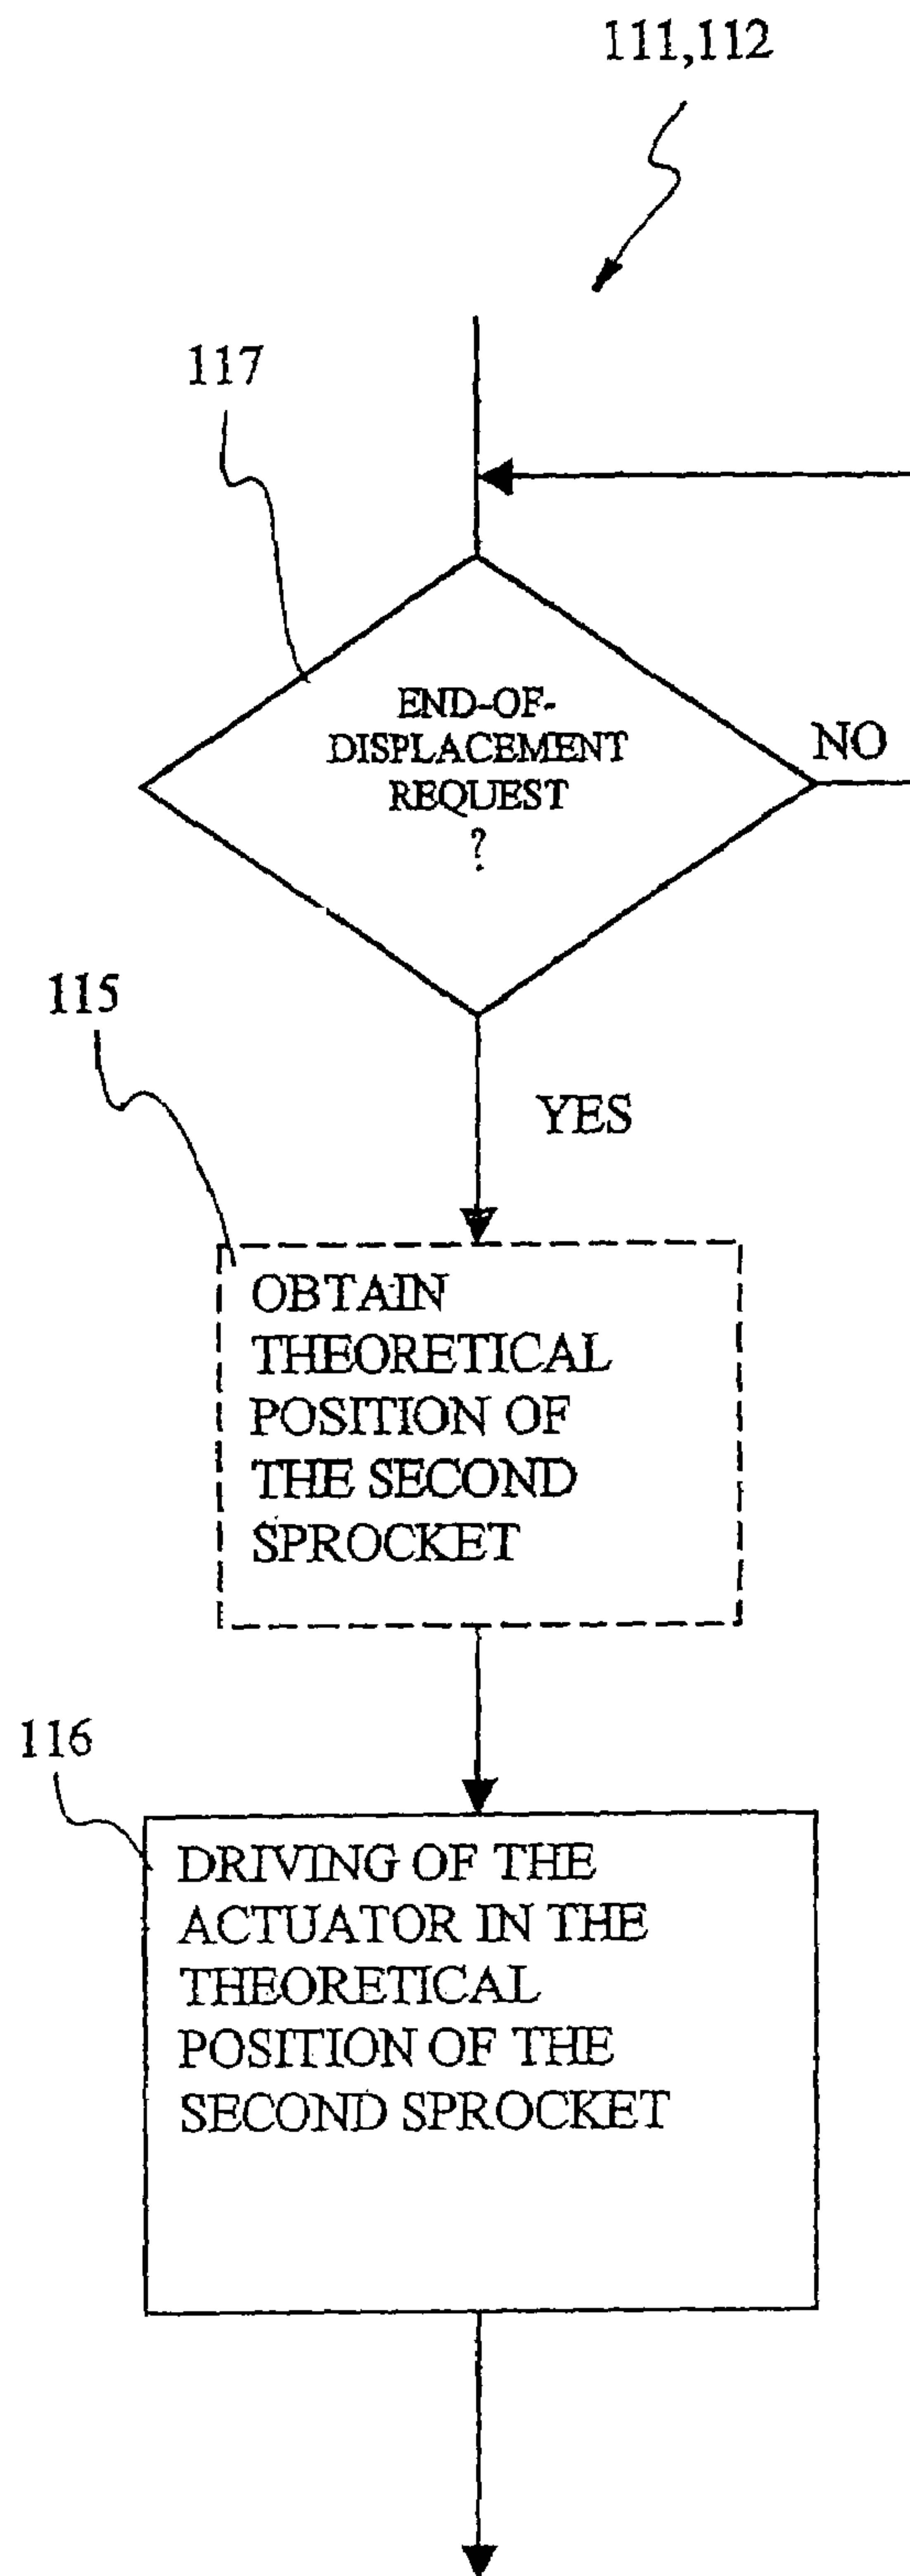 111,112
117
END-OF-
DISPLACEMENT
REQUEST
?
NO
115
YES
OBTAIN
THEORETICAL
POSITION OF
THE SECOND
SPROCKET
116
DRIVING OF THE
ACTUATOR IN THE
THEORETICAL
POSITION OF THE
SECOND SPROCKET